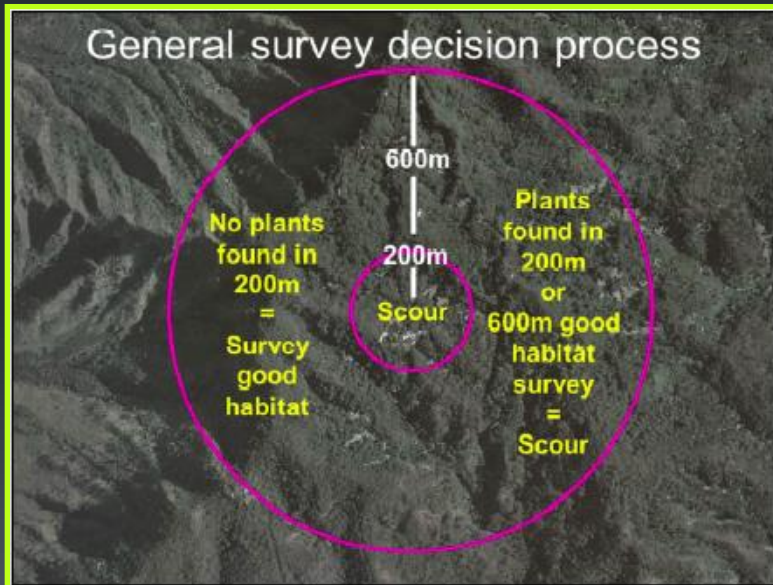 General survey decision process
600m
200m
Scour
No plants
found in
200m
=
Survey
good
habitat
Plants
found in
200m
or
600m good
habitat
survey
=
Scour